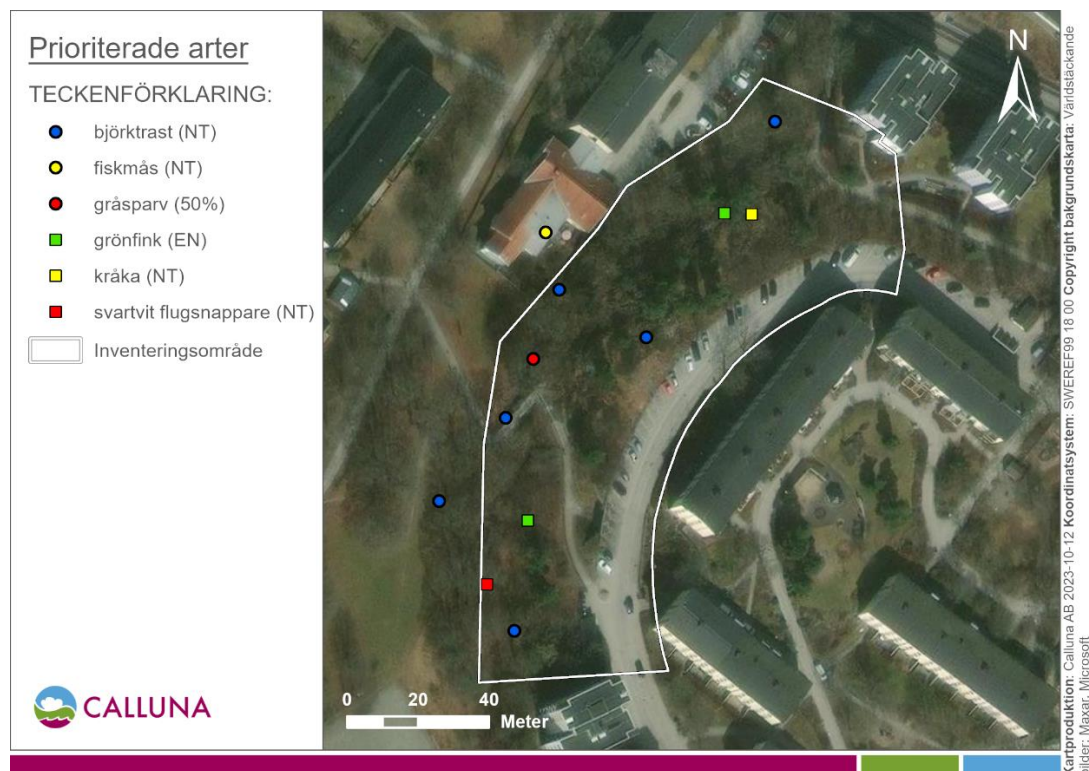 Prioriterade arter
TECKENFÖRKLARING:
björktrast (NT)
fiskmås (NT)
gråsparv (50%)
grönfink (EN)
kråka (NT)
svartvit flugsnappare (NT)
Inventeringsområde
CALLUNA
N
0 20 40
Meter
Kartproduktion: Calluna AB 2023-10-12 Koordinatsystem: SWEREF99 18 00 Copyright bakgrundskarta: Världstäckande
bilder: Maxar, Microsoft